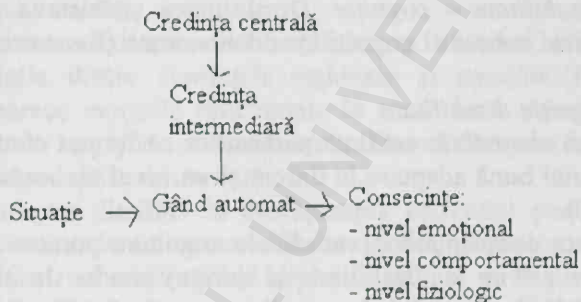 Credința centrală
Credința
intermediară
Situație
Gând automat
Consecințe:
- nivel emoțional
- nivel comportamental
- nivel fiziologic